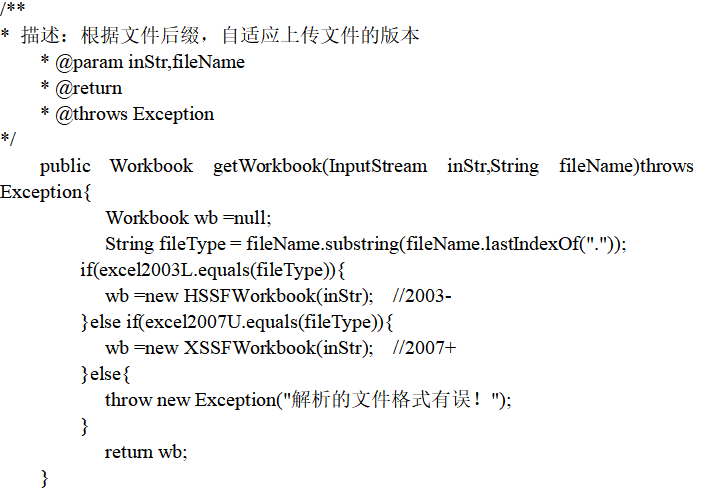 /**
* 描述：根据文件后缀，自适应上传文件的版本
* @param inStr,fileName
* @return
* @throws Exception
*/
public Workbook getWorkbook(InputStream inStr,String fileName)throws
Exception{
Workbook wb =null;
String fileType = fileName.substring(fileName.lastIndexOf("."));
if(excel2003L.equals(fileType)){
wb =new HSSFWorkbook(inStr); //2003-
}else if(excel2007U.equals(fileType)){
wb =new XSSFWorkbook(inStr); //2007+
}else{
throw new Exception("解析的文件格式有误！");
}
return wb;
}